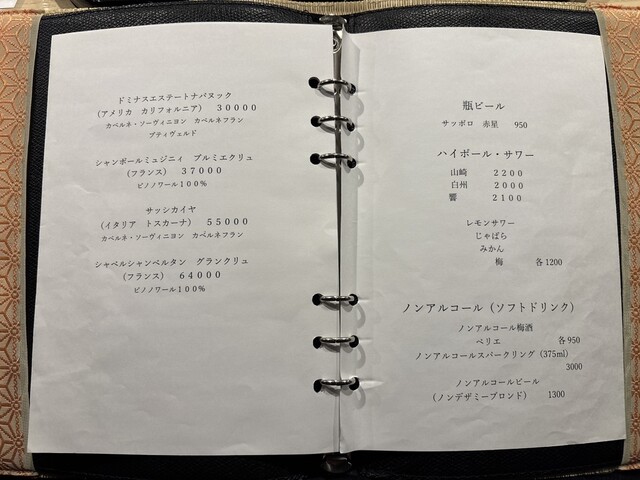 ドミナスエステートナパヌック
(アメリカ カリフォルニア) 30000
カベルネ・ソーヴィニヨン カベルネフラン
プティヴェルド
シャンボールミュジニィ プルミエクリュ
(フランス) 37000
ピノノワール100%
サッシカイヤ
(イタリア トスカーナ) 55000
カベルネ・ソーヴィニヨン カベルネフラン
シャペルシャンベルタン グランクリュ
(フランス) 64000
ピノノワール100%
瓶ビール
サッポロ 赤星 950
ハイボール・サワー
山崎 2200
白州 2000
響 2100
レモンサワー
じゃばら
みかん
梅 各1200
ノンアルコール(ソフトドリンク)
ノンアルコール梅酒
ペリエ 各950
ノンアルコールスパークリング(375ml)
3000
ノンアルコールビール
(ノンデザミーブロンド) 1300